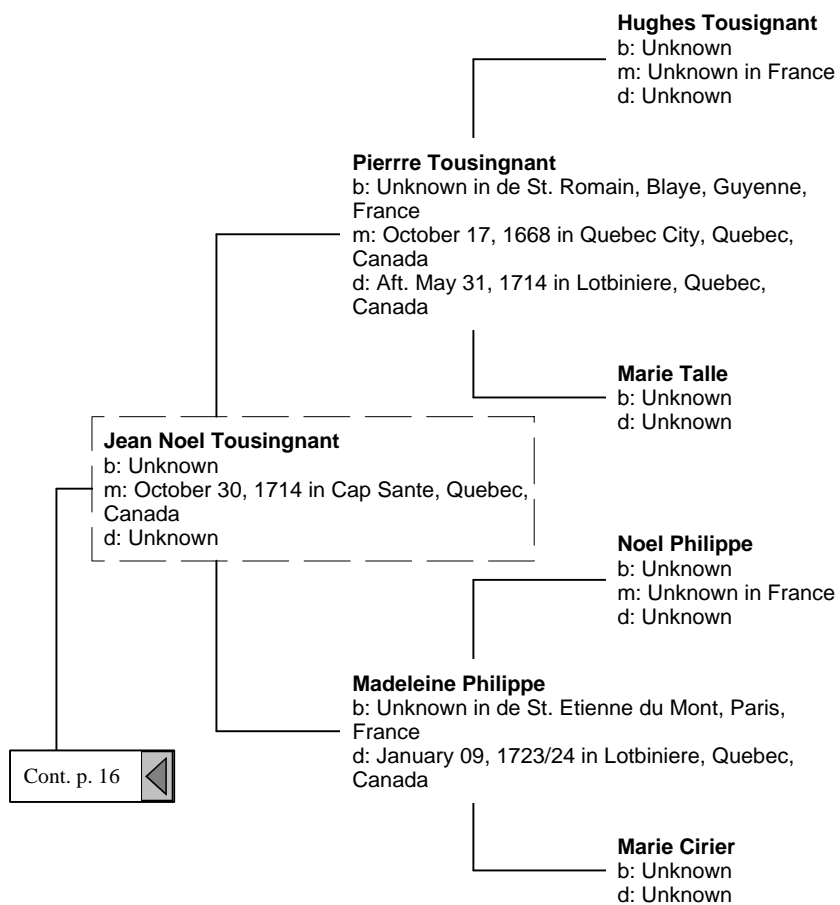 Hughes Tousignant
b: Unknown
m: Unknown in France
d: Unknown
Pierrre Tousingnant
b: Unknown in de St. Romain, Blaye, Guyenne,
France
m: October 17, 1668 in Quebec City, Quebec,
Canada
d: Aft. May 31, 1714 in Lotbiniere, Quebec,
Canada
Marie Talle
b: Unknown
d: Unknown
Jean Noel Tousingnant
b: Unknown
m: October 30, 1714 in Cap Sante, Quebec,
Canada
d: Unknown
Noel Philippe
b: Unknown
m: Unknown in France
d: Unknown
Madeleine Philippe
b: Unknown in de St. Etienne du Mont, Paris,
France
d: January 09, 1723/24 in Lotbiniere, Quebec,
Canada
Cont. p. 16
Marie Cirier
b: Unknown
d: Unknown